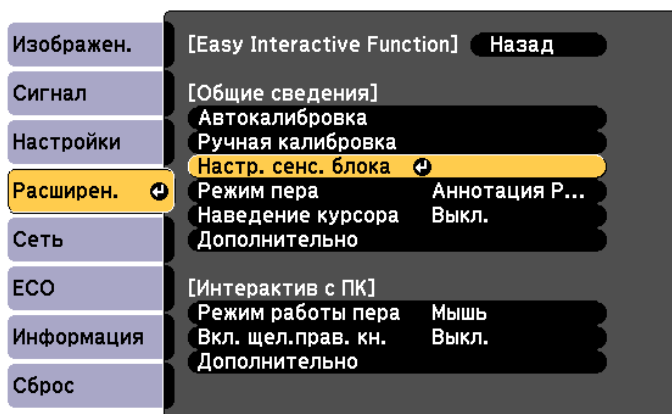 Изображен.
Сигнал
Настройки
Расширен.
Сеть
ECO
Информация
Сброс
[Easy Interactive Function] Назад
[Общие сведения]
Автокалибровка
Ручная калибровка
Настр. сенс. блока
Режим пера Аннотация P...
Наведение курсора Выкл.
Дополнительно
[Интерактив с ПК]
Режим работы пера Мышь
Вкл. щел.прав. кн. Выкл.
Дополнительно